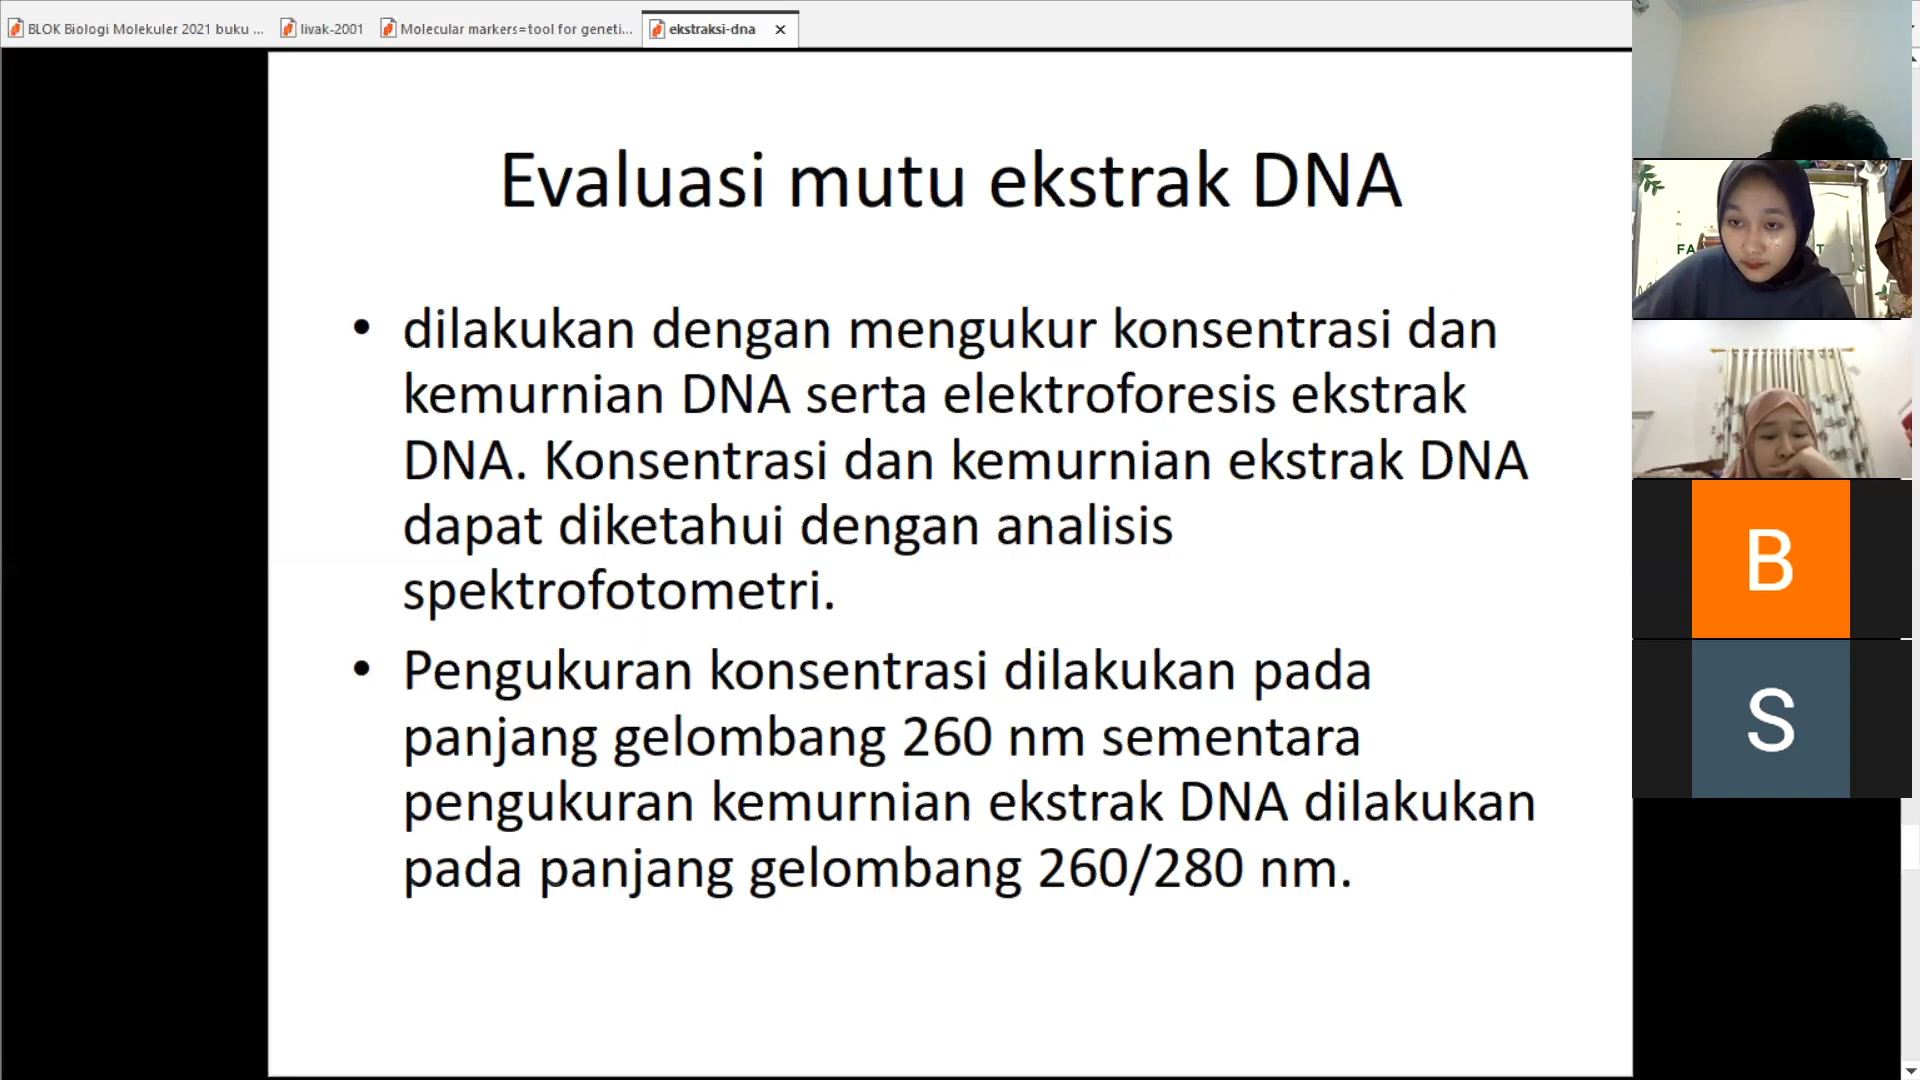 BLOK Biologi Molekuler 2021 buku ...
livak-2001
Molecular markers=tool for geneti...
ekstraksi-dna
Evaluasi mutu ekstrak DNA
• dilakukan dengan mengukur konsentrasi dan
kemurnian DNA serta elektroforesis ekstrak
DNA. Konsentrasi dan kemurnian ekstrak DNA
dapat diketahui dengan analisis
spektrofotometri.
• Pengukuran konsentrasi dilakukan pada
panjang gelombang 260 nm sementara
pengukuran kemurnian ekstrak DNA dilakukan
pada panjang gelombang 260/280 nm.
FA
B
S